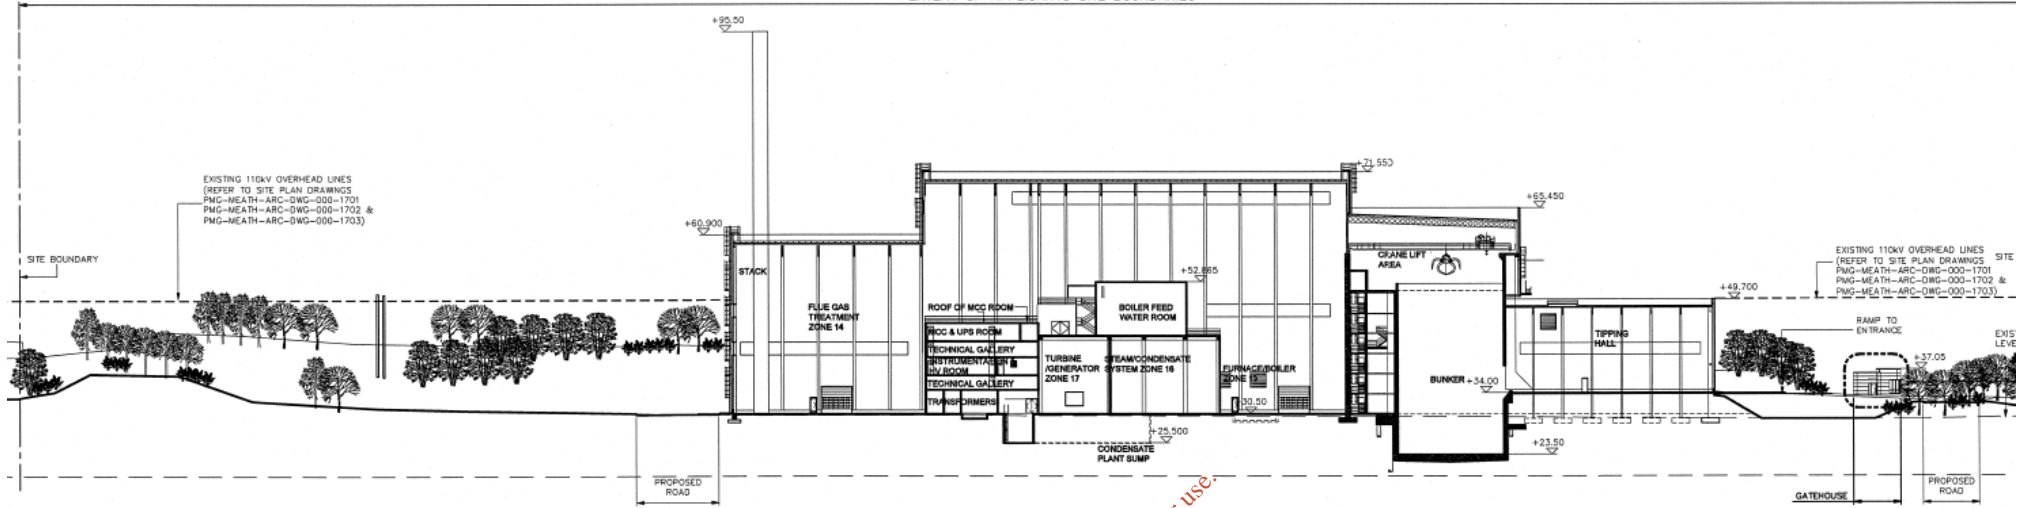 +95.50
EXISTING 110kV OVERHEAD LINES
(REFER TO SITE PLAN DRAWINGS
PMG-MEATH-ARC-DWG-000-1701
PMG-MEATH-ARC-DWG-000-1702 &
PMG-MEATH-ARC-DWG-000-1703)
SITE BOUNDARY
+60.900
+71.550
+65.450
STACK
FLUE GAS
TREATMENT
ZONE 14
ROOF OF MCC ROOM
MCC & UPS ROOM
TECHNICAL GALLERY
INSTRUMENTATION &
HV ROOM
TECHNICAL GALLERY
TRANSFORMERS
TURBINE
/GENERATOR
ZONE 17
+52.865
BOILER FEED
WATER ROOM
STEAM/CONDENSATE
SYSTEM ZONE 16
FURNACE/BOILER
30.50
+25.500
CONDENSATE
PLANT SUMP
CRANE LIFT
AREA
BUNKER
+34.00
+23.50
TIPPING
HALL
+49.700
EXISTING 110kV OVERHEAD LINES
(REFER TO SITE PLAN DRAWINGS
PMG-MEATH-ARC-DWG-000-1701
PMG-MEATH-ARC-DWG-000-1702 &
PMG-MEATH-ARC-DWG-000-1703)
SITE
RAMP TO
ENTRANCE
+37.05
PROPOSED
ROAD
use.
GATEHOUSE
PROPOSED
ROAD